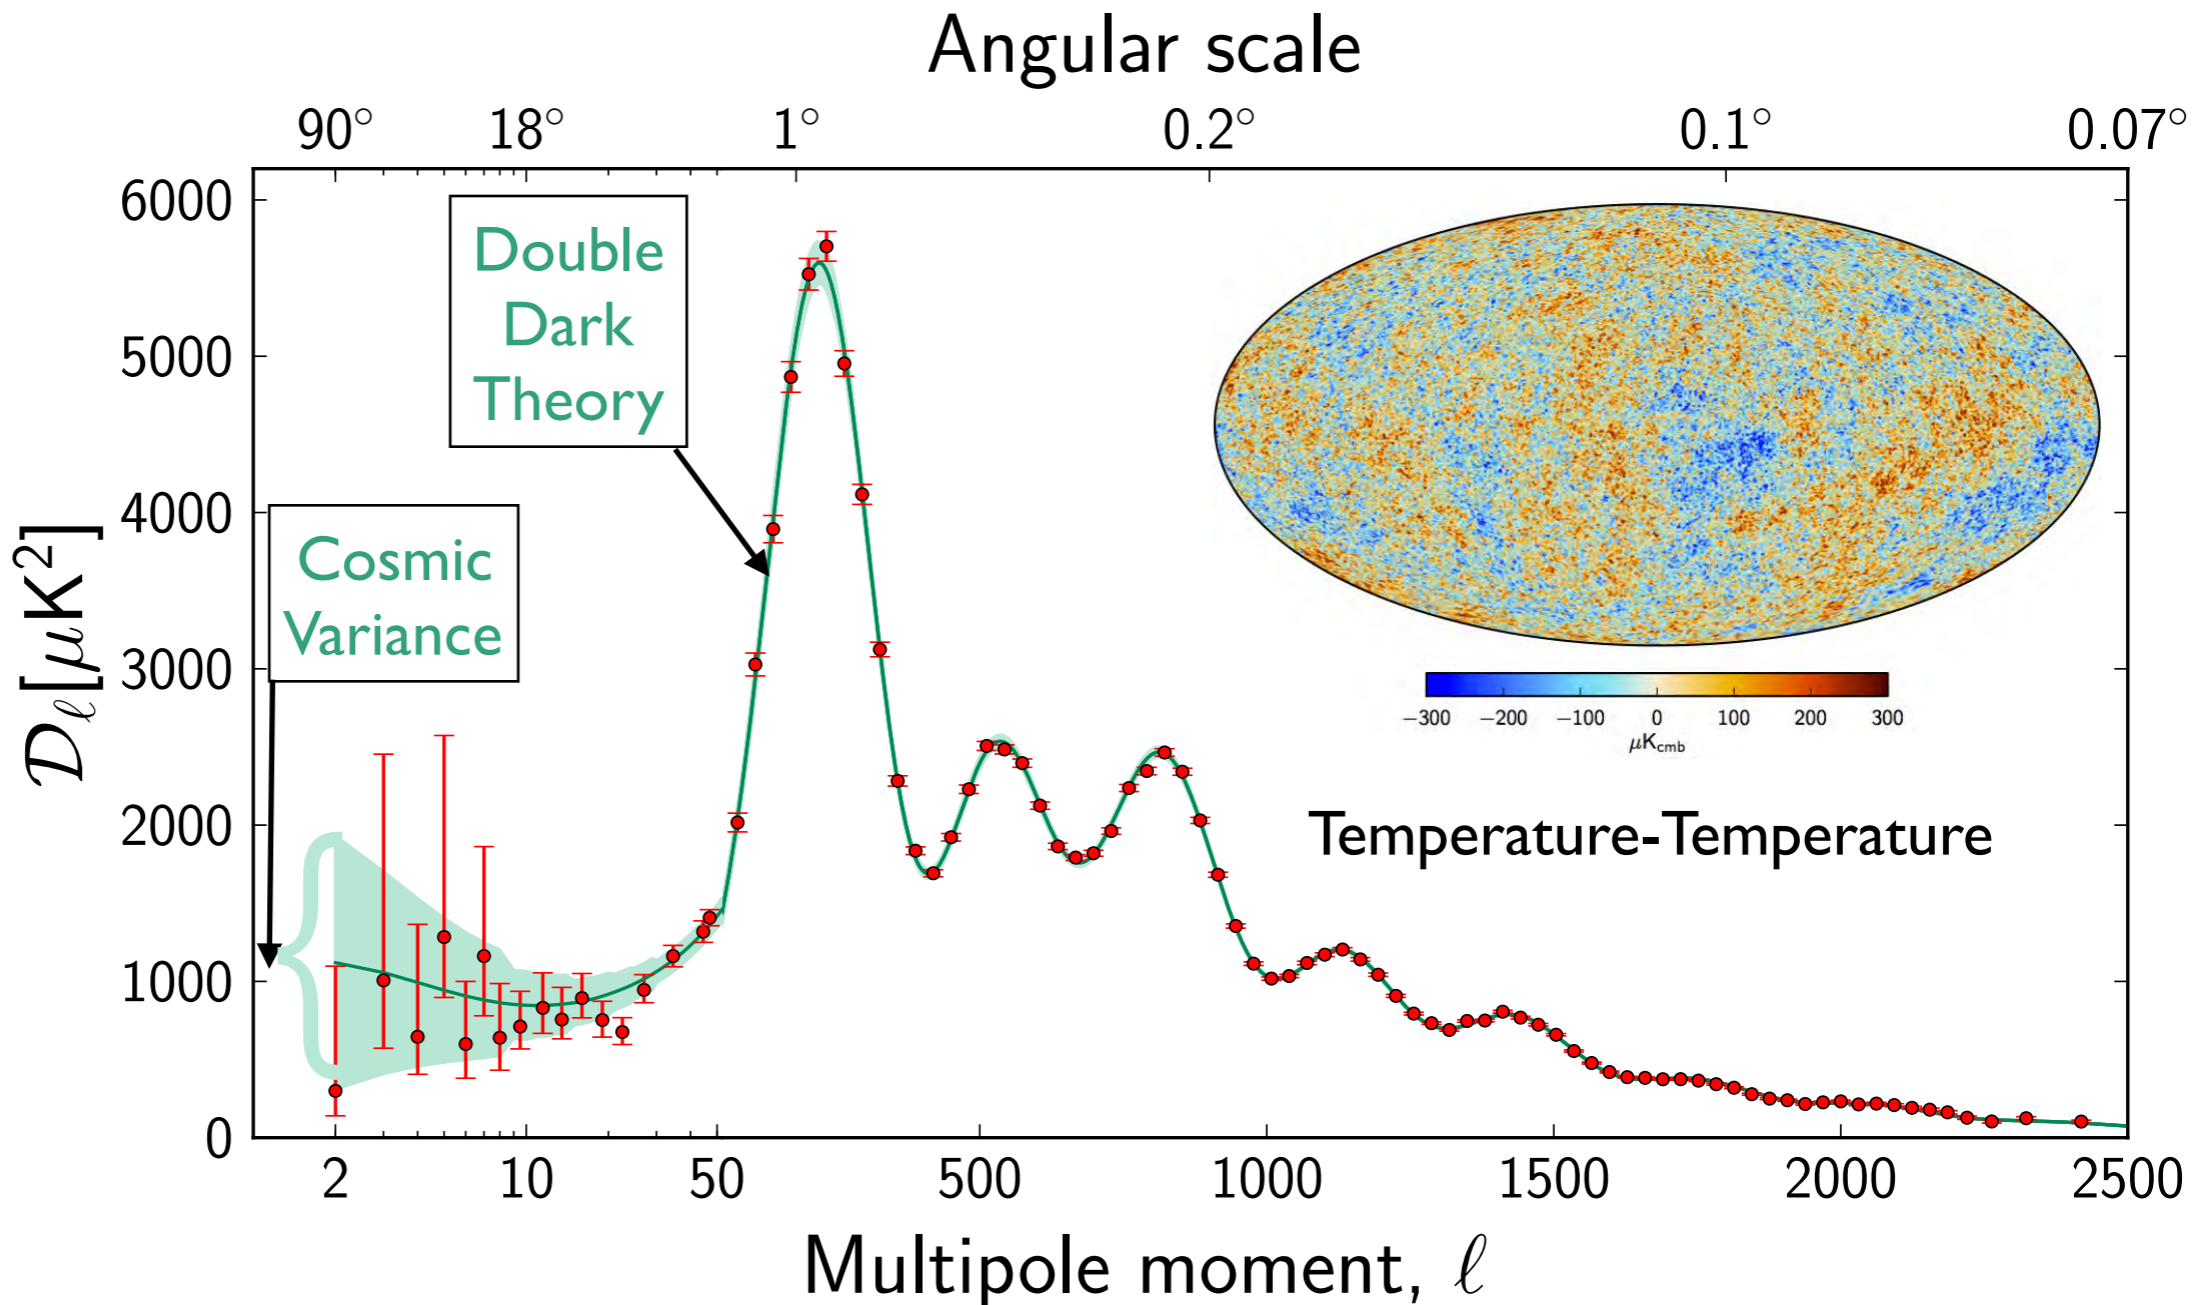 Angular scale
90° 18° 1° 0.2° 0.1° 0.07°
6000
5000
4000
3000
2000
1000
0
𝒟ℓ[μK²]
Double
Dark
Theory
Cosmic
Variance
−300 −200 −100 0 100 200 300
μK_cmb
Temperature-Temperature
2 10 50 500 1000 1500 2000 2500
Multipole moment, ℓ